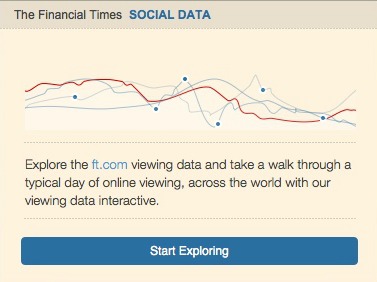 The Financial Times SOCIAL DATA
Explore the ft.com viewing data and take a walk through a
typical day of online viewing, across the world with our
viewing data interactive.
Start Exploring